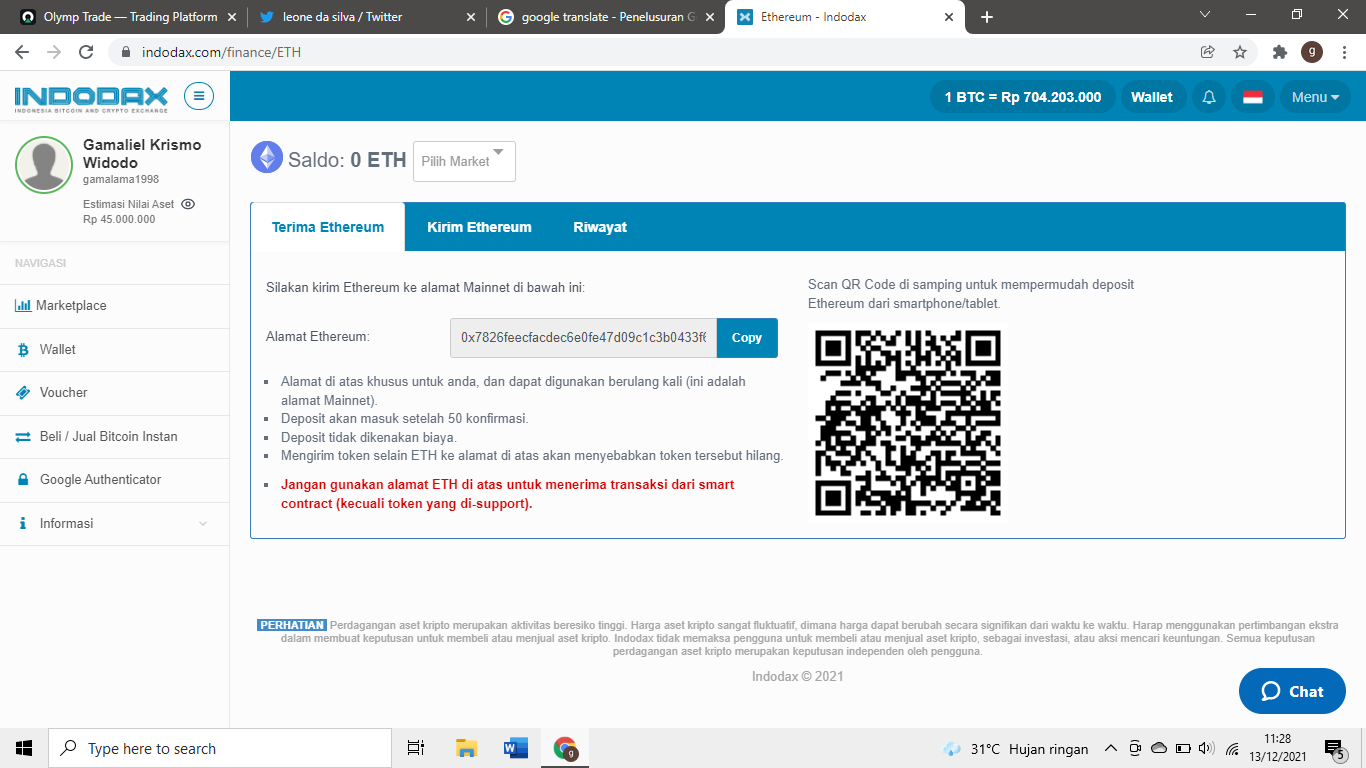 Olymp Trade — Trading Platform
leone da silva / Twitter
google translate - Penelusuran G
Ethereum - Indodax
indodax.com/finance/ETH
g
INDODAX
INDONESIA BITCOIN AND CRYPTO EXCHANGE
1 BTC = Rp 704.203.000
Wallet
Menu
Gamaliel Krismo
Widodo
gamalama1998
Estimasi Nilai Aset
Rp 45.000.000
NAVIGASI
Marketplace
Wallet
Voucher
Beli / Jual Bitcoin Instan
Google Authenticator
Informasi
Saldo: 0 ETH
Pilih Market
Terima Ethereum
Kirim Ethereum
Riwayat
Silakan kirim Ethereum ke alamat Mainnet di bawah ini:
Alamat Ethereum:
0x7826feecfacdec6e0fe47d09c1c3b0433f6
Copy
Alamat di atas khusus untuk anda, dan dapat digunakan berulang kali (ini adalah
alamat Mainnet).
Deposit akan masuk setelah 50 konfirmasi.
Deposit tidak dikenakan biaya.
Mengirim token selain ETH ke alamat di atas akan menyebabkan token tersebut hilang.
Jangan gunakan alamat ETH di atas untuk menerima transaksi dari smart
contract (kecuali token yang di-support).
Scan QR Code di samping untuk mempermudah deposit
Ethereum dari smartphone/tablet.
PERHATIAN Perdagangan aset kripto merupakan aktivitas beresiko tinggi. Harga aset kripto sangat fluktuatif, dimana harga dapat berubah secara signifikan dari waktu ke waktu. Harap menggunakan pertimbangan ekstra
dalam membuat keputusan untuk membeli atau menjual aset kripto. Indodax tidak memaksa pengguna untuk membeli atau menjual aset kripto, sebagai investasi, atau aksi mencari keuntungan. Semua keputusan
perdagangan aset kripto merupakan keputusan independen oleh pengguna.
Indodax © 2021
Chat
Type here to search
g
31°C Hujan ringan
11:28
13/12/2021
5